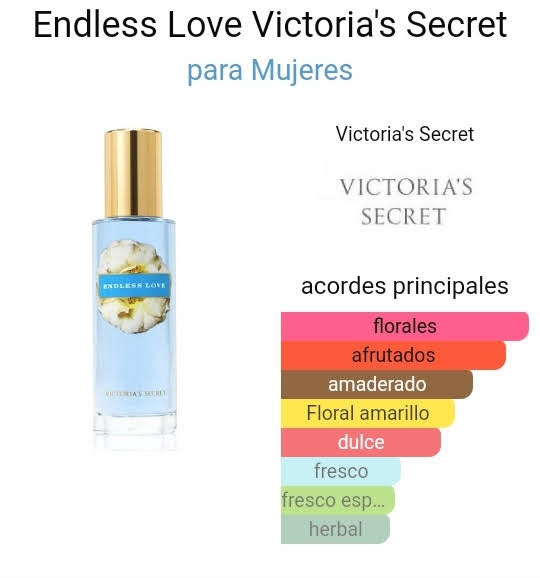 Endless Love Victoria's Secret
para Mujeres
Victoria's Secret
VICTORIA'S
SECRET
ENDLESS LOVE
VICTORIA'S SECRET
acordes principales
florales
afrutados
amaderado
Floral amarillo
dulce
fresco
fresco esp...
herbal